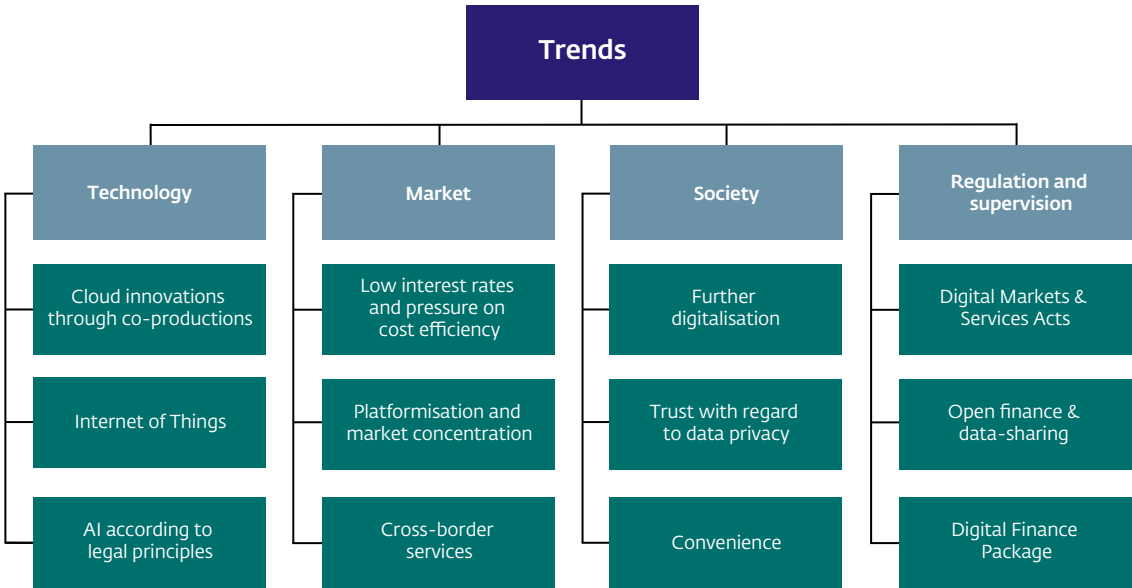 Trends
Technology
Cloud innovations
through co-productions
Internet of Things
AI according to
legal principles
Market
Low interest rates
and pressure on
cost efficiency
Platformisation and
market concentration
Cross-border
services
Society
Further
digitalisation
Trust with regard
to data privacy
Convenience
Regulation and
supervision
Digital Markets &
Services Acts
Open finance &
data-sharing
Digital Finance
Package